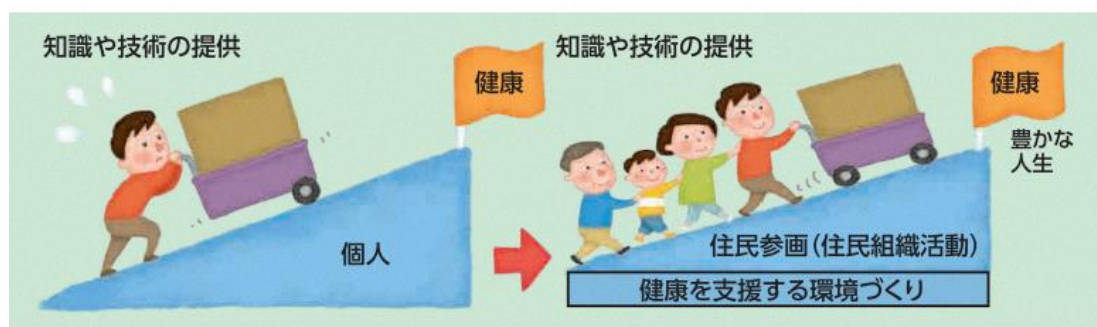 知識や技術の提供
健康
個人
知識や技術の提供
健康
豊かな
人生
住民参画(住民組織活動)
健康を支援する環境づくり